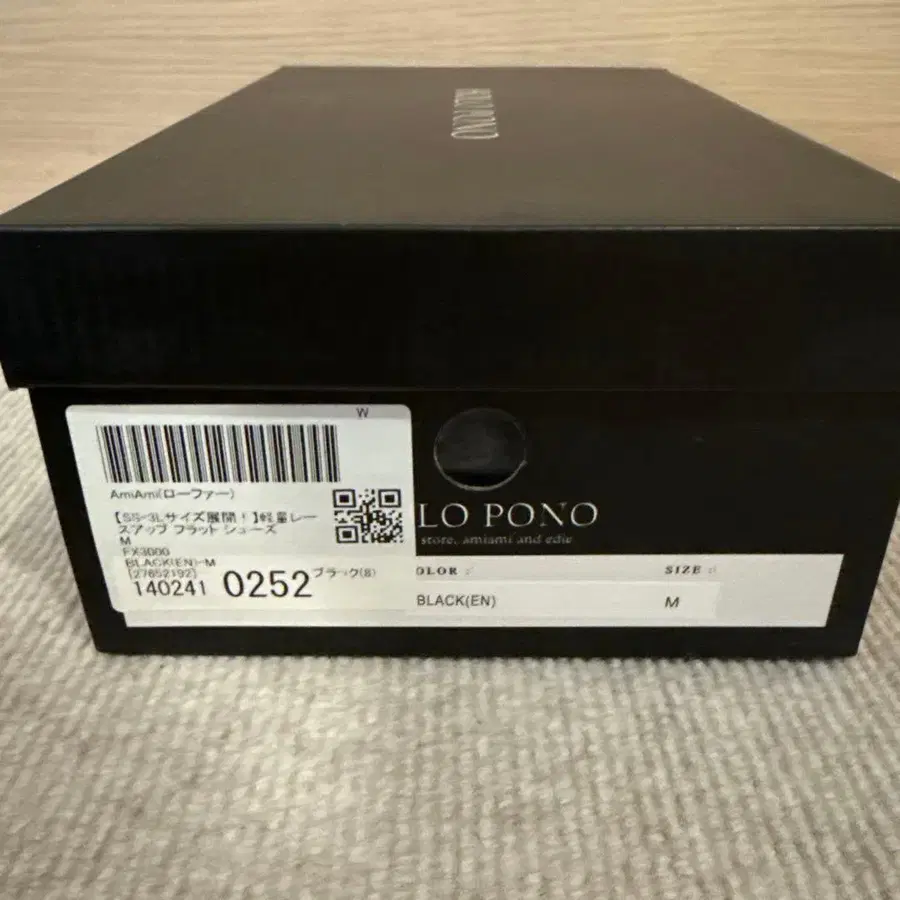 W
AmiAmi(ローファー)
【SS-3Lサイズ展開!】軽量レー
スアップ フラット シューズ
M
FX3000
BLACK(EN)-M
[27652192]
ブラック(8)
140241 0252
LO PONO
store, amiami and edie
OLOR :
SIZE :
BLACK(EN)
M